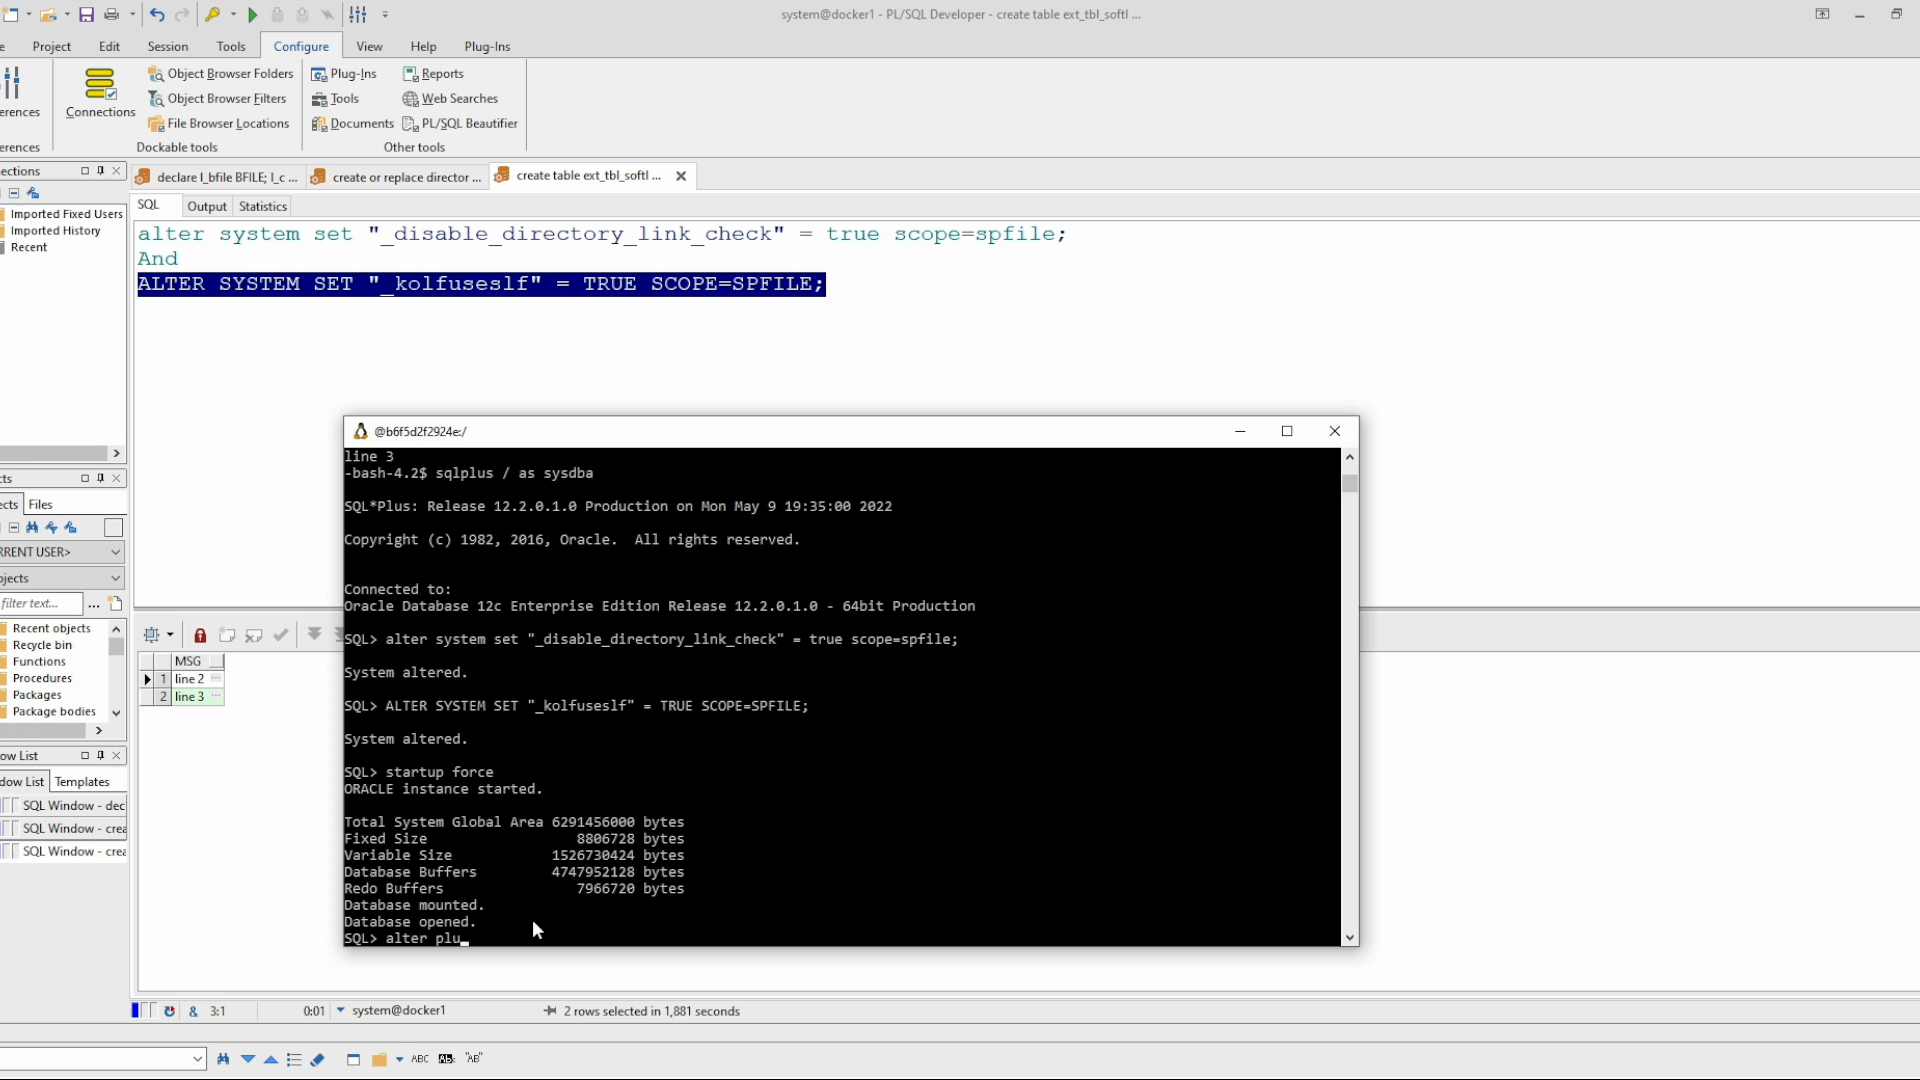 system@docker1 - PL/SQL Developer - create table ext_tbl_softl ...
Project Edit Session Tools Configure View Help Plug-Ins
Object Browser Folders
Object Browser Filters
File Browser Locations
Connections
Dockable tools
Plug-Ins
Tools
Documents
Reports
Web Searches
PL/SQL Beautifier
Other tools
declare l_bfile BFILE; l_c ...
create or replace director ...
create table ext_tbl_softl ...
SQL Output Statistics
Imported Fixed Users
Imported History
Recent
alter system set "_disable_directory_link_check" = true scope=spfile;
And
ALTER SYSTEM SET "_kolfuseslf" = TRUE SCOPE=SPFILE;
Files
filter text...
Recent objects
Recycle bin
Functions
Procedures
Packages
Package bodies
Templates
SQL Window - dec
SQL Window - crea
SQL Window - crea
MSG
1 line 2
2 line 3
@b6f5d2f2924e:/
line 3
-bash-4.2$ sqlplus / as sysdba
SQL*Plus: Release 12.2.0.1.0 Production on Mon May 9 19:35:00 2022
Copyright (c) 1982, 2016, Oracle.  All rights reserved.
Connected to:
Oracle Database 12c Enterprise Edition Release 12.2.0.1.0 - 64bit Production
SQL> alter system set "_disable_directory_link_check" = true scope=spfile;
System altered.
SQL> ALTER SYSTEM SET "_kolfuseslf" = TRUE SCOPE=SPFILE;
System altered.
SQL> startup force
ORACLE instance started.
Total System Global Area 6291456000 bytes
Fixed Size 8806728 bytes
Variable Size 1526730424 bytes
Database Buffers 4747952128 bytes
Redo Buffers 7966720 bytes
Database mounted.
Database opened.
SQL> alter plu_
& 3:1 0:01 system@docker1 2 rows selected in 1,881 seconds
ABC AB "AB"